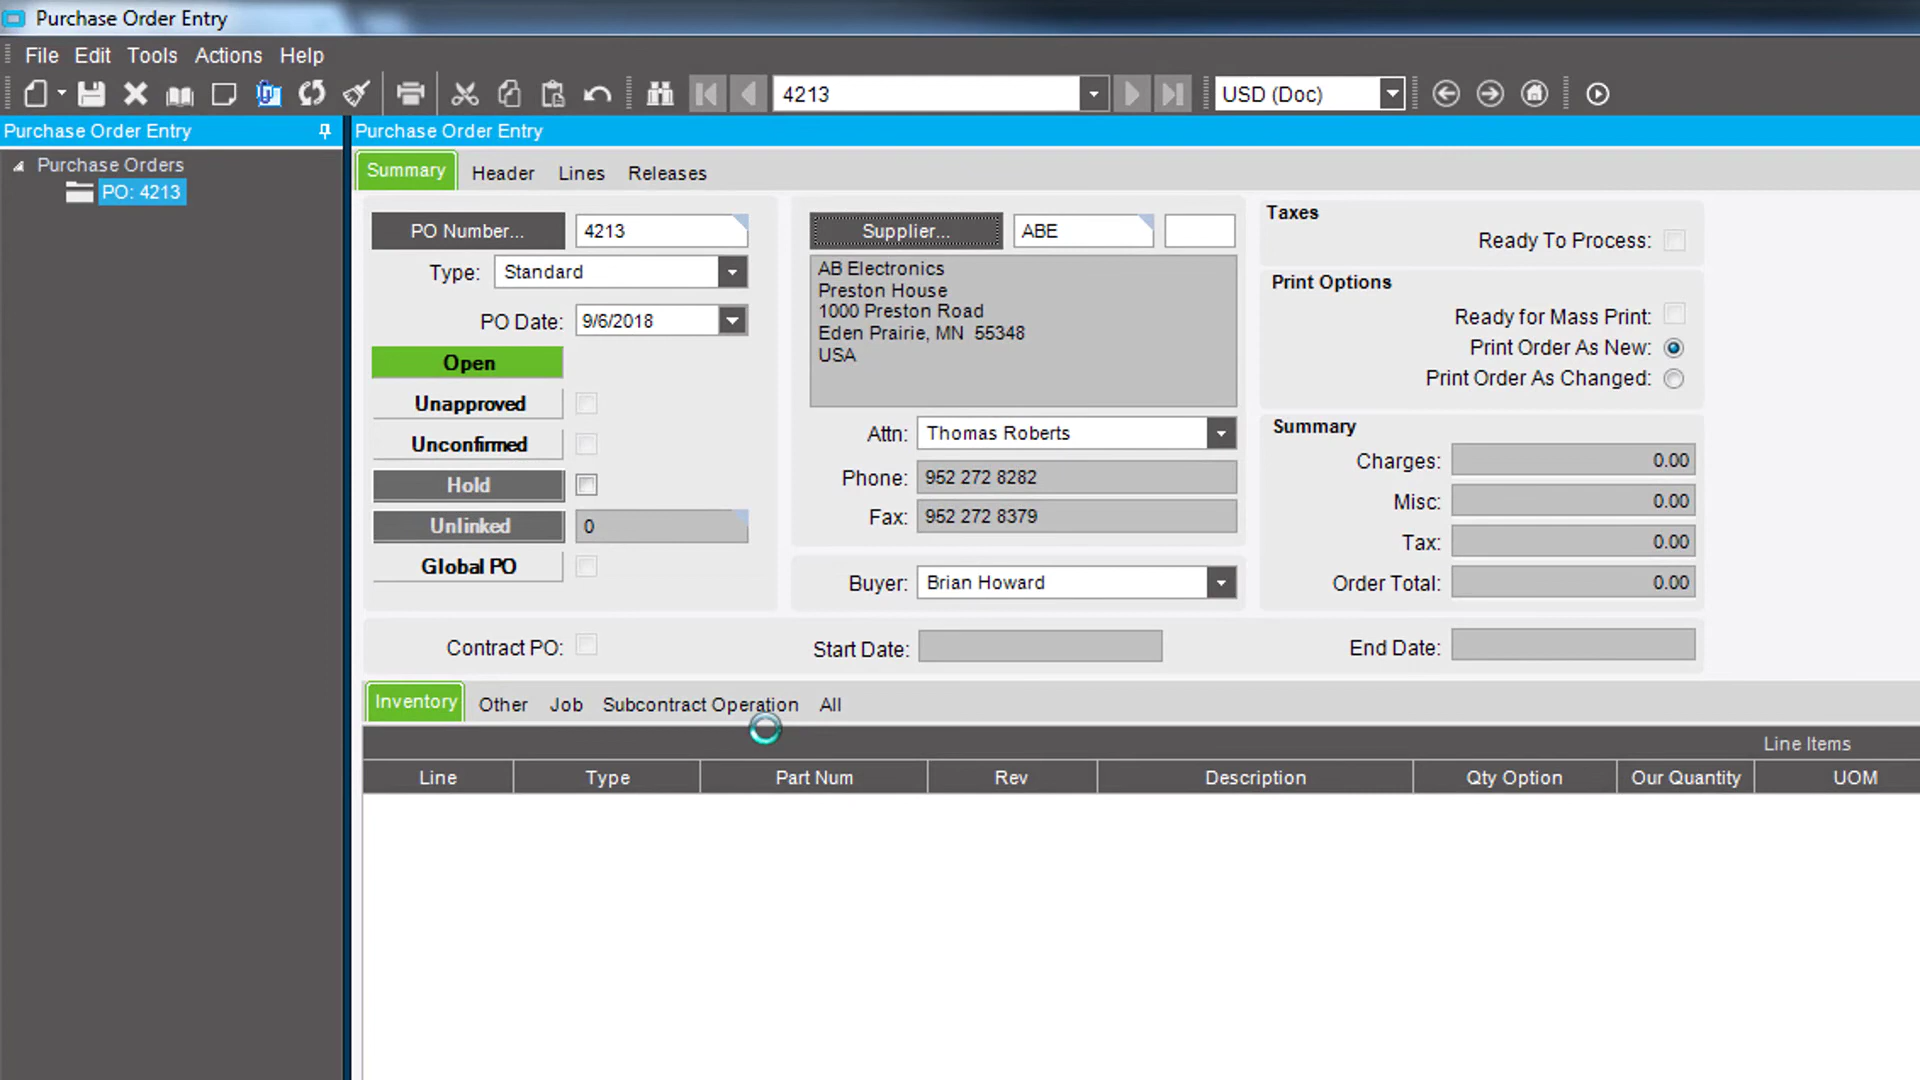 Purchase Order Entry
File Edit Tools Actions Help
4213 USD (Doc)
Purchase Order Entry
Purchase Orders
PO: 4213
Purchase Order Entry
Summary Header Lines Releases
PO Number... 4213
Type: Standard
PO Date: 9/6/2018
Open
Unapproved
Unconfirmed
Hold
Unlinked 0
Global PO
Supplier... ABE
AB Electronics
Preston House
1000 Preston Road
Eden Prairie, MN 55348
USA
Attn: Thomas Roberts
Phone: 952 272 8282
Fax: 952 272 8379
Buyer: Brian Howard
Taxes
Ready To Process:
Print Options
Ready for Mass Print:
Print Order As New:
Print Order As Changed:
Summary
Charges: 0.00
Misc: 0.00
Tax: 0.00
Order Total: 0.00
Contract PO: Start Date: End Date:
Inventory Other Job Subcontract Operation All
Line Items
Line Type Part Num Rev Description Qty Option Our Quantity UOM